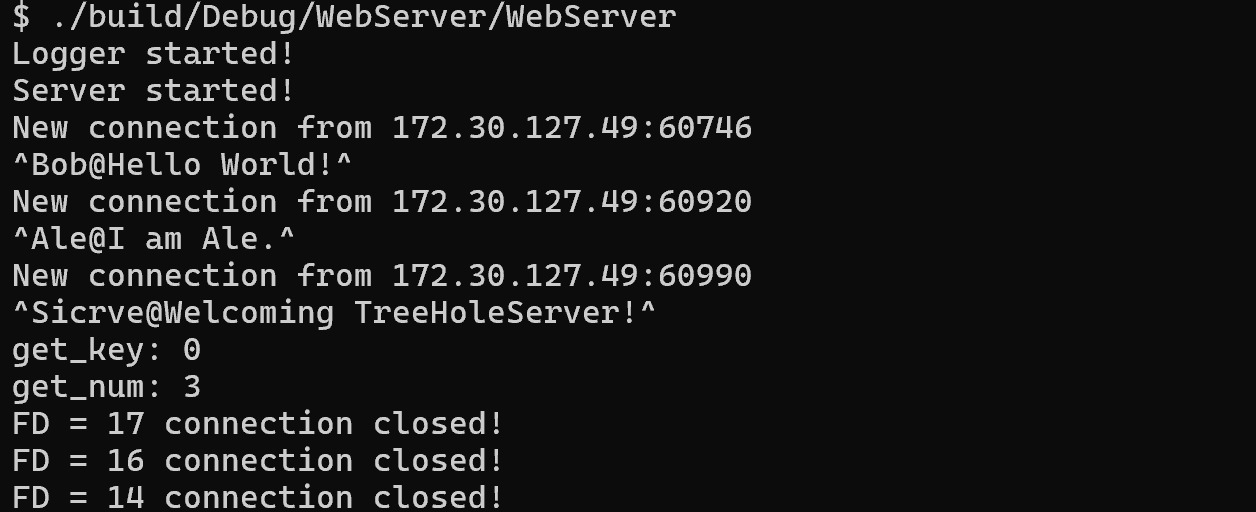 $ ./build/Debug/WebServer/WebServer
Logger started!
Server started!
New connection from 172.30.127.49:60746
^Bob@Hello World!^
New connection from 172.30.127.49:60920
^Ale@I am Ale.^
New connection from 172.30.127.49:60990
^Sicrve@Welcoming TreeHoleServer!^
get_key: 0
get_num: 3
FD = 17 connection closed!
FD = 16 connection closed!
FD = 14 connection closed!